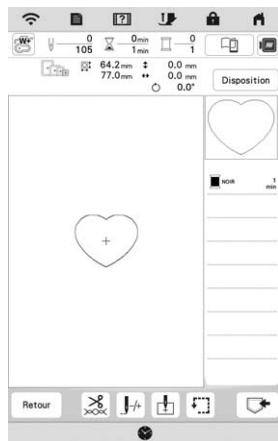 W+ 0 0min 0
105 1min 1
64.2mm 0.0 mm
77.0mm 0.0 mm
0.0°
Disposition
NOIR 1 min
Retour